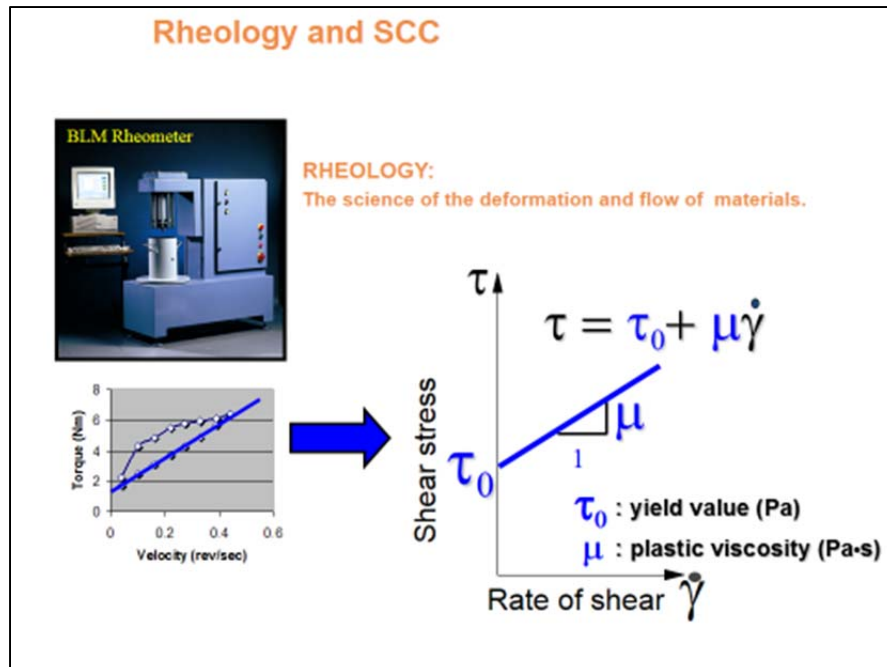 Rheology and SCC
BLM Rheometer
RHEOLOGY:
The science of the deformation and flow of materials.
τ
τ = τ₀+ μγ̇
Shear stress
μ
1
τ₀
τ₀ : yield value (Pa)
μ : plastic viscosity (Pa•s)
Rate of shear γ̇
8
6
4
2
0
Torque (Nm)
0 0.2 0.4 0.6
Velocity (rev/sec)